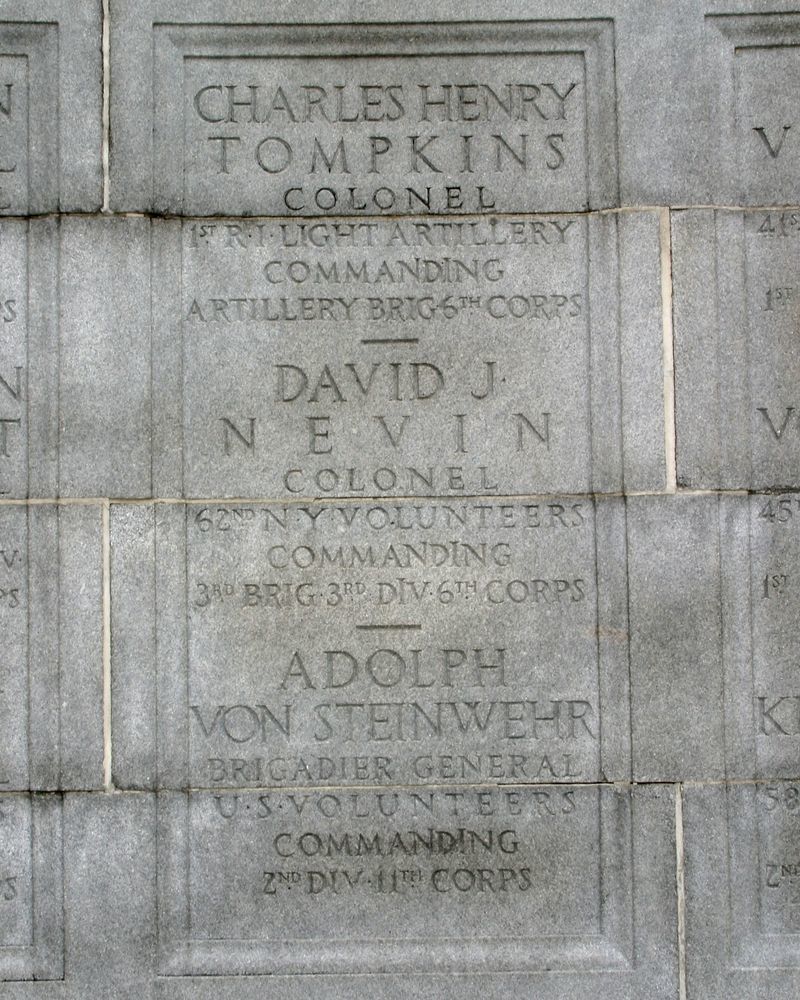 CHARLES HENRY
TOMPKINS
COLONEL
1ST R·I·LIGHT ARTILLERY
COMMANDING
ARTILLERY BRIG·6TH CORPS
DAVID J·
NEVIN
COLONEL
62ND N·Y·VOLUNTEERS
COMMANDING
3RD BRIG·3RD DIV·6TH CORPS
ADOLPH
VON STEINWEHR
BRIGADIER GENERAL
U·S·VOLUNTEERS
COMMANDING
2ND DIV·11TH CORPS